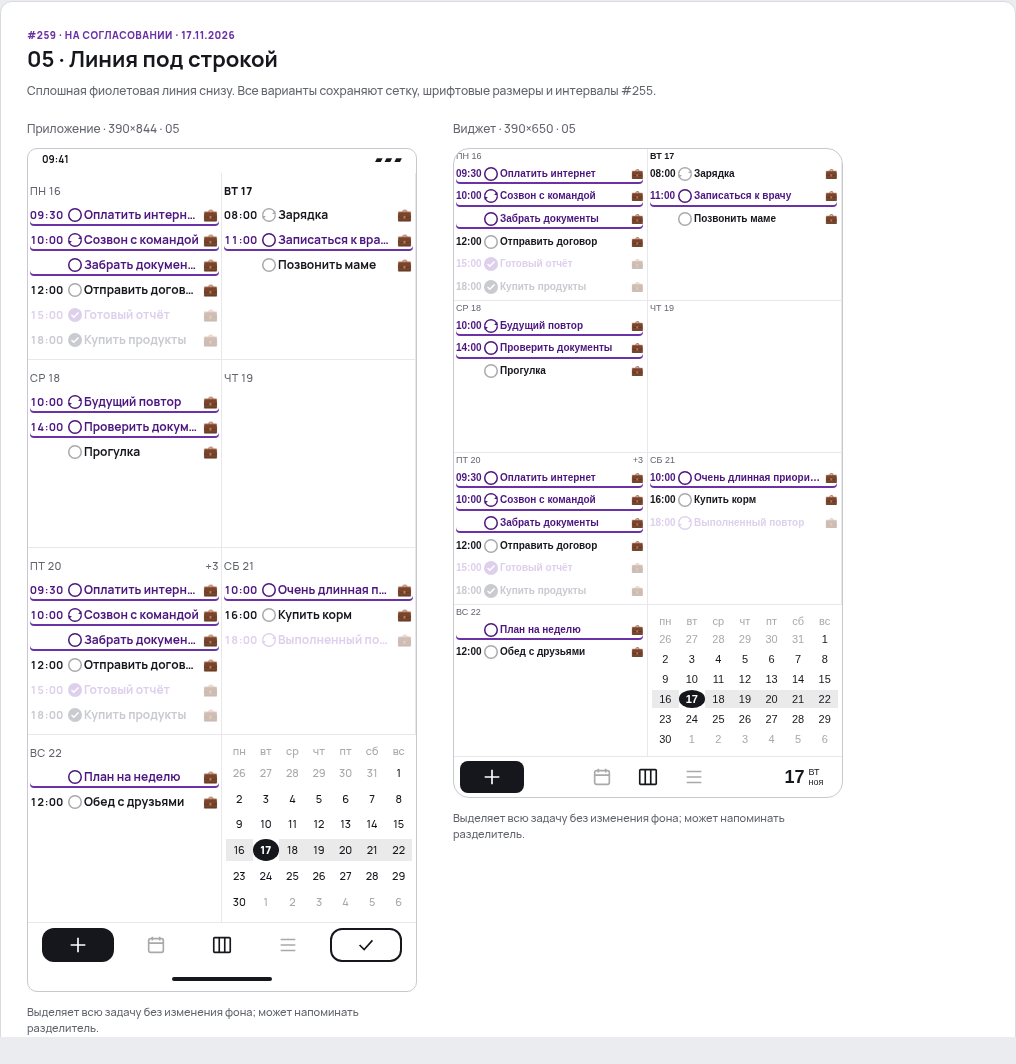 #259 · НА СОГЛАСОВАНИИ · 17.11.2026
05 · Линия под строкой
Сплошная фиолетовая линия снизу. Все варианты сохраняют сетку, шрифтовые размеры и интервалы #255.
Приложение · 390×844 · 05
09:41
ПН 16
09:30 Оплатить интерн…
10:00 Созвон с командой
Забрать докумен…
12:00 Отправить догов…
15:00 Готовый отчёт
18:00 Купить продукты
ВТ 17
08:00 Зарядка
11:00 Записаться к вра…
Позвонить маме
СР 18
10:00 Будущий повтор
14:00 Проверить докум…
Прогулка
ЧТ 19
ПТ 20 +3
09:30 Оплатить интерн…
10:00 Созвон с командой
Забрать докумен…
12:00 Отправить догов…
15:00 Готовый отчёт
18:00 Купить продукты
СБ 21
10:00 Очень длинная п…
16:00 Купить корм
18:00 Выполненный по…
ВС 22
План на неделю
12:00 Обед с друзьями
пн вт ср чт пт сб вс
26 27 28 29 30 31 1
2 3 4 5 6 7 8
9 10 11 12 13 14 15
16 17 18 19 20 21 22
23 24 25 26 27 28 29
30 1 2 3 4 5 6
Выделяет всю задачу без изменения фона; может напоминать
разделитель.
Виджет · 390×650 · 05
ПН 16
09:30 Оплатить интернет
10:00 Созвон с командой
Забрать документы
12:00 Отправить договор
15:00 Готовый отчёт
18:00 Купить продукты
ВТ 17
08:00 Зарядка
11:00 Записаться к врачу
Позвонить маме
СР 18
10:00 Будущий повтор
14:00 Проверить документы
Прогулка
ЧТ 19
ПТ 20 +3
09:30 Оплатить интернет
10:00 Созвон с командой
Забрать документы
12:00 Отправить договор
15:00 Готовый отчёт
18:00 Купить продукты
СБ 21
10:00 Очень длинная приори…
16:00 Купить корм
18:00 Выполненный повтор
ВС 22
План на неделю
12:00 Обед с друзьями
пн вт ср чт пт сб вс
26 27 28 29 30 31 1
2 3 4 5 6 7 8
9 10 11 12 13 14 15
16 17 18 19 20 21 22
23 24 25 26 27 28 29
30 1 2 3 4 5 6
17 ВТ
ноя
Выделяет всю задачу без изменения фона; может напоминать
разделитель.